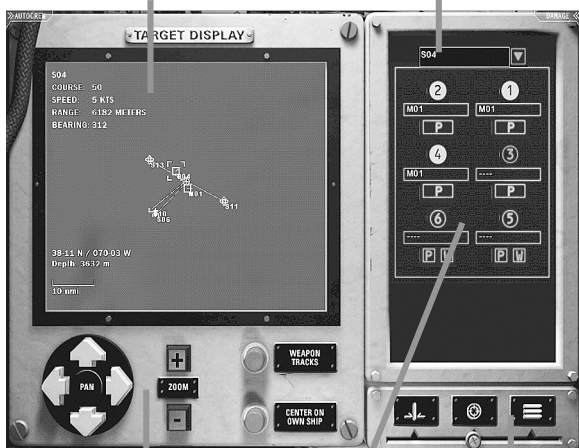 »AUTOCREW
DAMAGE «
TARGET DISPLAY
S04
S04
COURSE: 50
SPEED: 5 KTS
RANGE: 6182 METERS
BEARING: 312
2
1
M01
M01
P
P
4
3
M01
----
P
P
6
5
----
----
P W
P W
S13
S04
M01
S11
S06
38-11 N / 070-03 W
Depth: 3632 m
10 nmi
PAN
+
ZOOM
-
WEAPON
TRACKS
CENTER ON
OWN SHIP